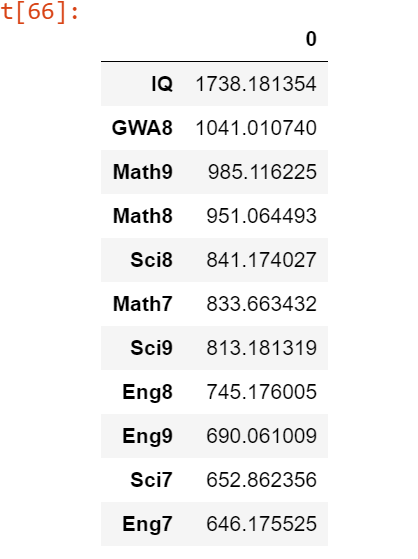 t[66]:
0
IQ 1738.181354
GWA8 1041.010740
Math9 985.116225
Math8 951.064493
Sci8 841.174027
Math7 833.663432
Sci9 813.181319
Eng8 745.176005
Eng9 690.061009
Sci7 652.862356
Eng7 646.175525